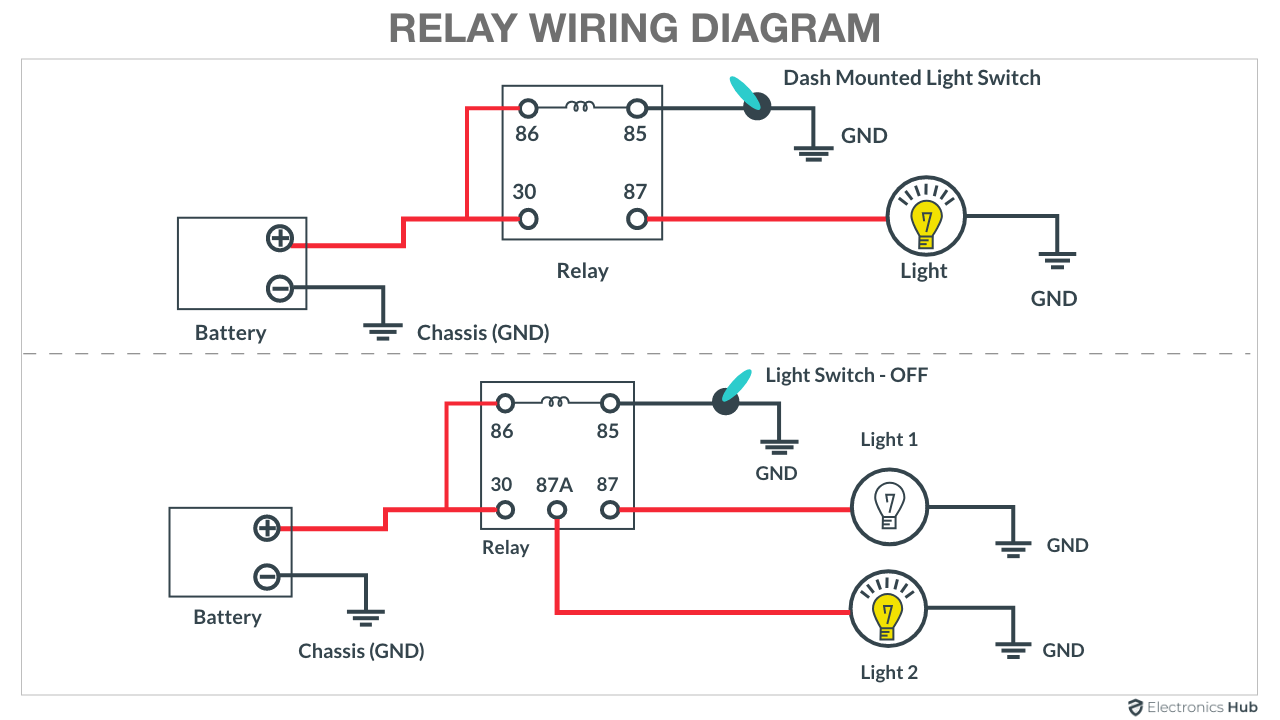 RELAY WIRING DIAGRAM
Dash Mounted Light Switch
86
85
GND
30
87
Relay
Light
GND
Battery
Chassis (GND)
Light Switch - OFF
86
85
Light 1
GND
30
87A
87
Relay
GND
Battery
Chassis (GND)
GND
Light 2
Electronics Hub